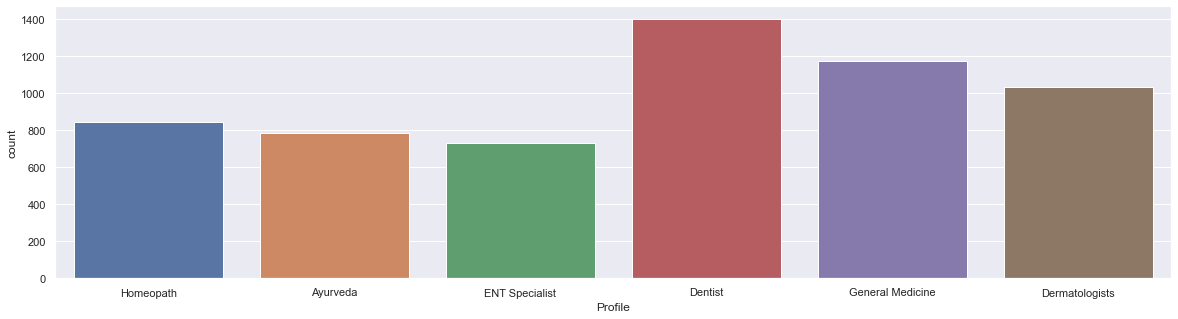 1400
1200
1000
800
600
400
200
0
count
Homeopath Ayurveda ENT Specialist Dentist General Medicine Dermatologists
Profile